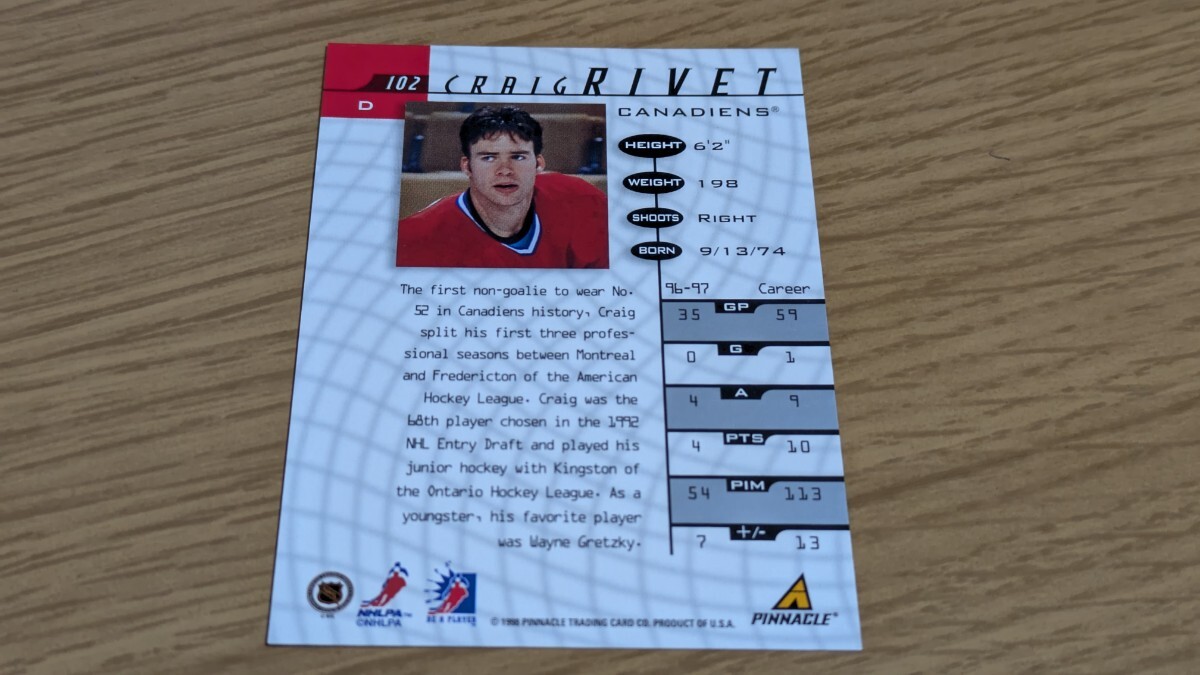 102 CRAIG RIVET
D
CANADIENS®
HEIGHT 6'2"
WEIGHT 198
SHOOTS RIGHT
BORN 9/13/74
The first non-goalie to wear No.
52 in Canadiens history, Craig
split his first three profes-
sional seasons between Montreal
and Fredericton of the American
Hockey League. Craig was the
68th player chosen in the 1992
NHL Entry Draft and played his
junior hockey with Kingston of
the Ontario Hockey League. As a
youngster, his favorite player
was Wayne Gretzky.
96-97 Career
35 GP 59
0 G 1
4 A 9
4 PTS 10
54 PIM 113
7 +/- 13
NHLPA™
©NHLPA
BE A PLAYER
© 1998 PINNACLE TRADING CARD CO. PRODUCT OF U.S.A.
PINNACLE®